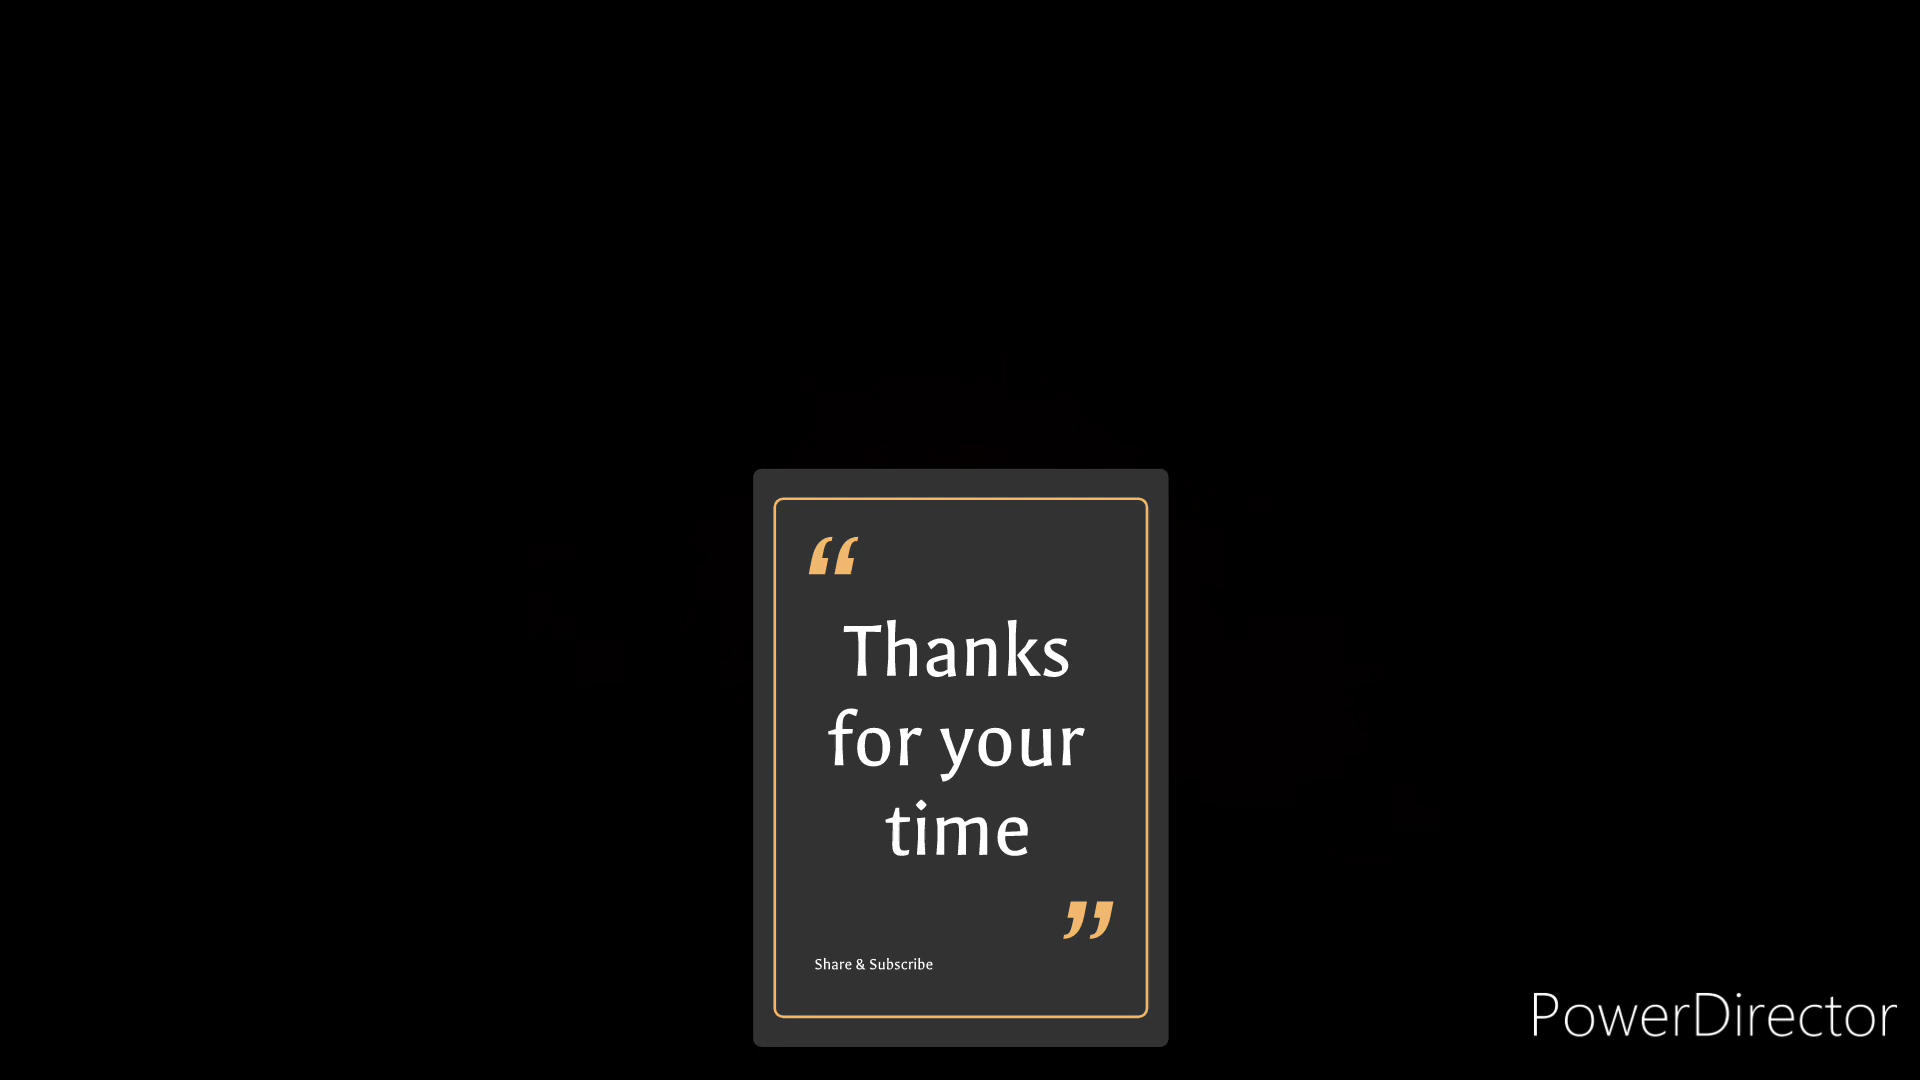 “
Thanks
for your
time
”
Share & Subscribe
PowerDirector